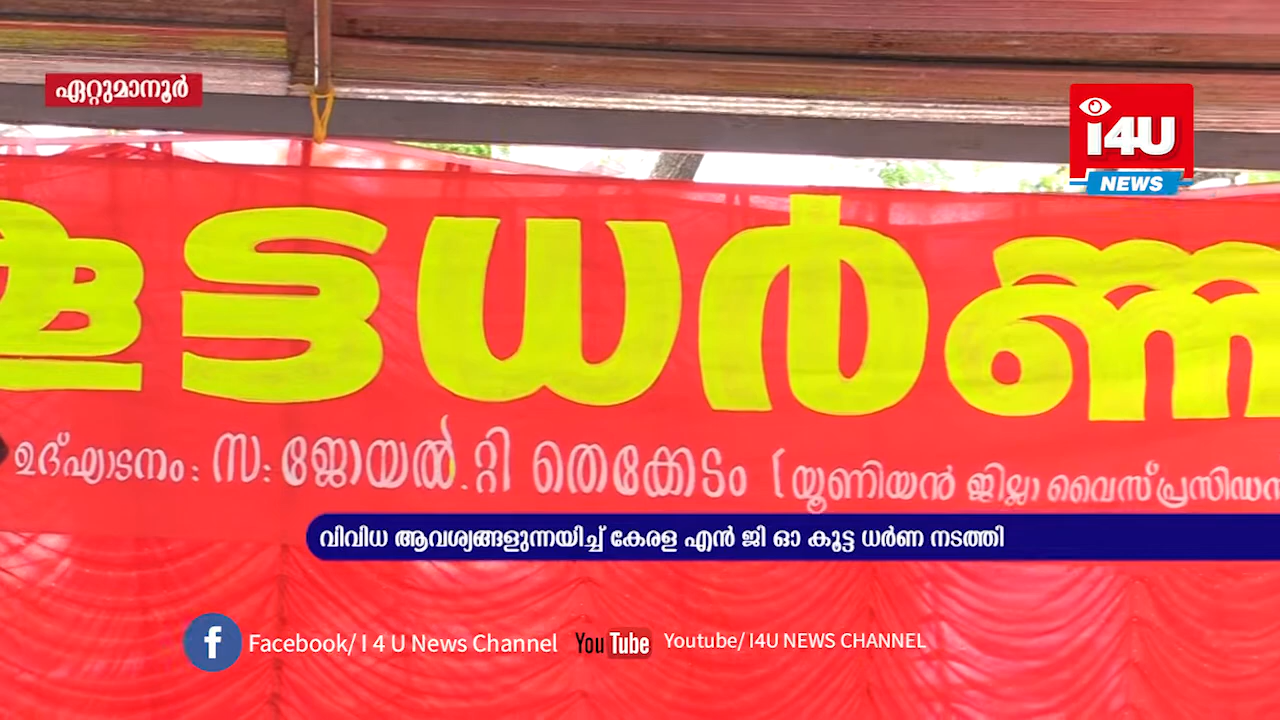 ഏറ്റുമാനൂർ
i4U
NEWS
കൂട്ടധർണ്ണ
ഉദ്ഘാടനം: സ: ജോയൽ.റ്റി തെക്കേടം (യൂണിയൻ ജില്ലാ വൈസ്പ്രസിഡന
വിവിധ ആവശ്യങ്ങളുന്നയിച്ച് കേരള എൻ ജി ഓ കൂട്ട ധർണ നടത്തി
Facebook/ I 4 U News Channel
YouTube Youtube/ I4U NEWS CHANNEL